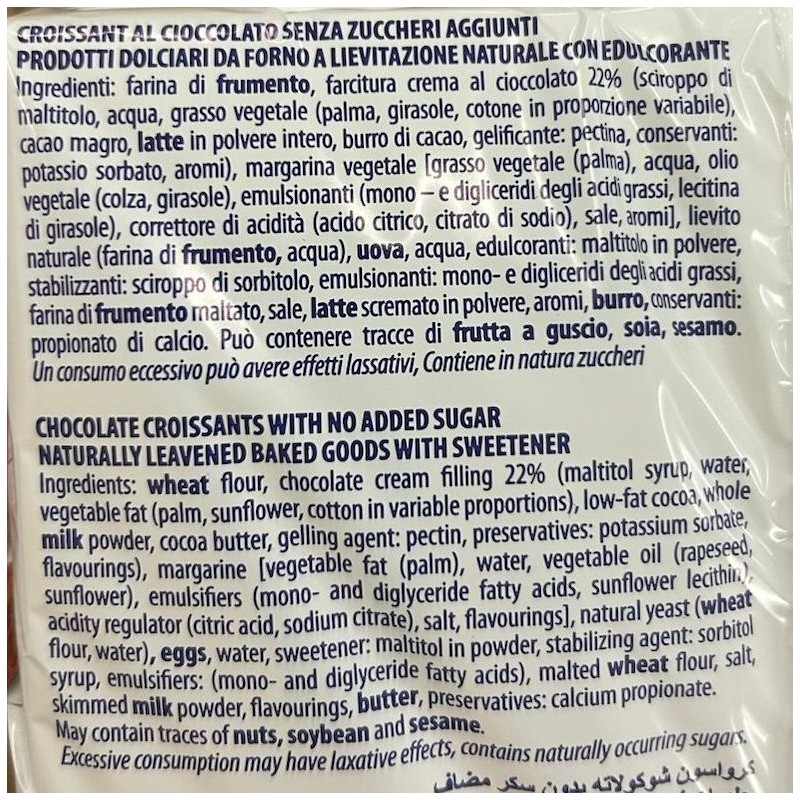 CROISSANT AL CIOCCOLATO SENZA ZUCCHERI AGGIUNTI
PRODOTTI DOLCIARI DA FORNO A LIEVITAZIONE NATURALE CON EDULCORANTE
Ingredienti: farina di frumento, farcitura crema al cioccolato 22% (sciroppo di
maltitolo, acqua, grasso vegetale (palma, girasole, cotone in proporzione variabile),
cacao magro, latte in polvere intero, burro di cacao, gelificante: pectina, conservanti:
potassio sorbato, aromi), margarina vegetale [grasso vegetale (palma), acqua, olio
vegetale (colza, girasole), emulsionanti (mono – e digliceridi degli acidi grassi, lecitina
di girasole), correttore di acidità (acido citrico, citrato di sodio), sale, aromi], lievito
naturale (farina di frumento, acqua), uova, acqua, edulcoranti: maltitolo in polvere,
stabilizzanti: sciroppo di sorbitolo, emulsionanti: mono- e digliceridi degli acidi grassi,
farina di frumento maltato, sale, latte scremato in polvere, aromi, burro, conservanti:
propionato di calcio. Può contenere tracce di frutta a guscio, soia, sesamo.
Un consumo eccessivo può avere effetti lassativi, Contiene in natura zuccheri
CHOCOLATE CROISSANTS WITH NO ADDED SUGAR
NATURALLY LEAVENED BAKED GOODS WITH SWEETENER
Ingredients: wheat flour, chocolate cream filling 22% (maltitol syrup, water,
vegetable fat (palm, sunflower, cotton in variable proportions), low-fat cocoa, whole
milk powder, cocoa butter, gelling agent: pectin, preservatives: potassium sorbate,
flavourings), margarine [vegetable fat (palm), water, vegetable oil (rapeseed,
sunflower), emulsifiers (mono- and diglyceride fatty acids, sunflower lecithin),
acidity regulator (citric acid, sodium citrate), salt, flavourings], natural yeast (wheat
flour, water), eggs, water, sweetener: maltitol in powder, stabilizing agent: sorbitol
syrup, emulsifiers: (mono- and diglyceride fatty acids), malted wheat flour, salt,
skimmed milk powder, flavourings, butter, preservatives: calcium propionate.
May contain traces of nuts, soybean and sesame.
Excessive consumption may have laxative effects, contains naturally occurring sugars.
كرواسون شوكولاته بدون سكر مضاف